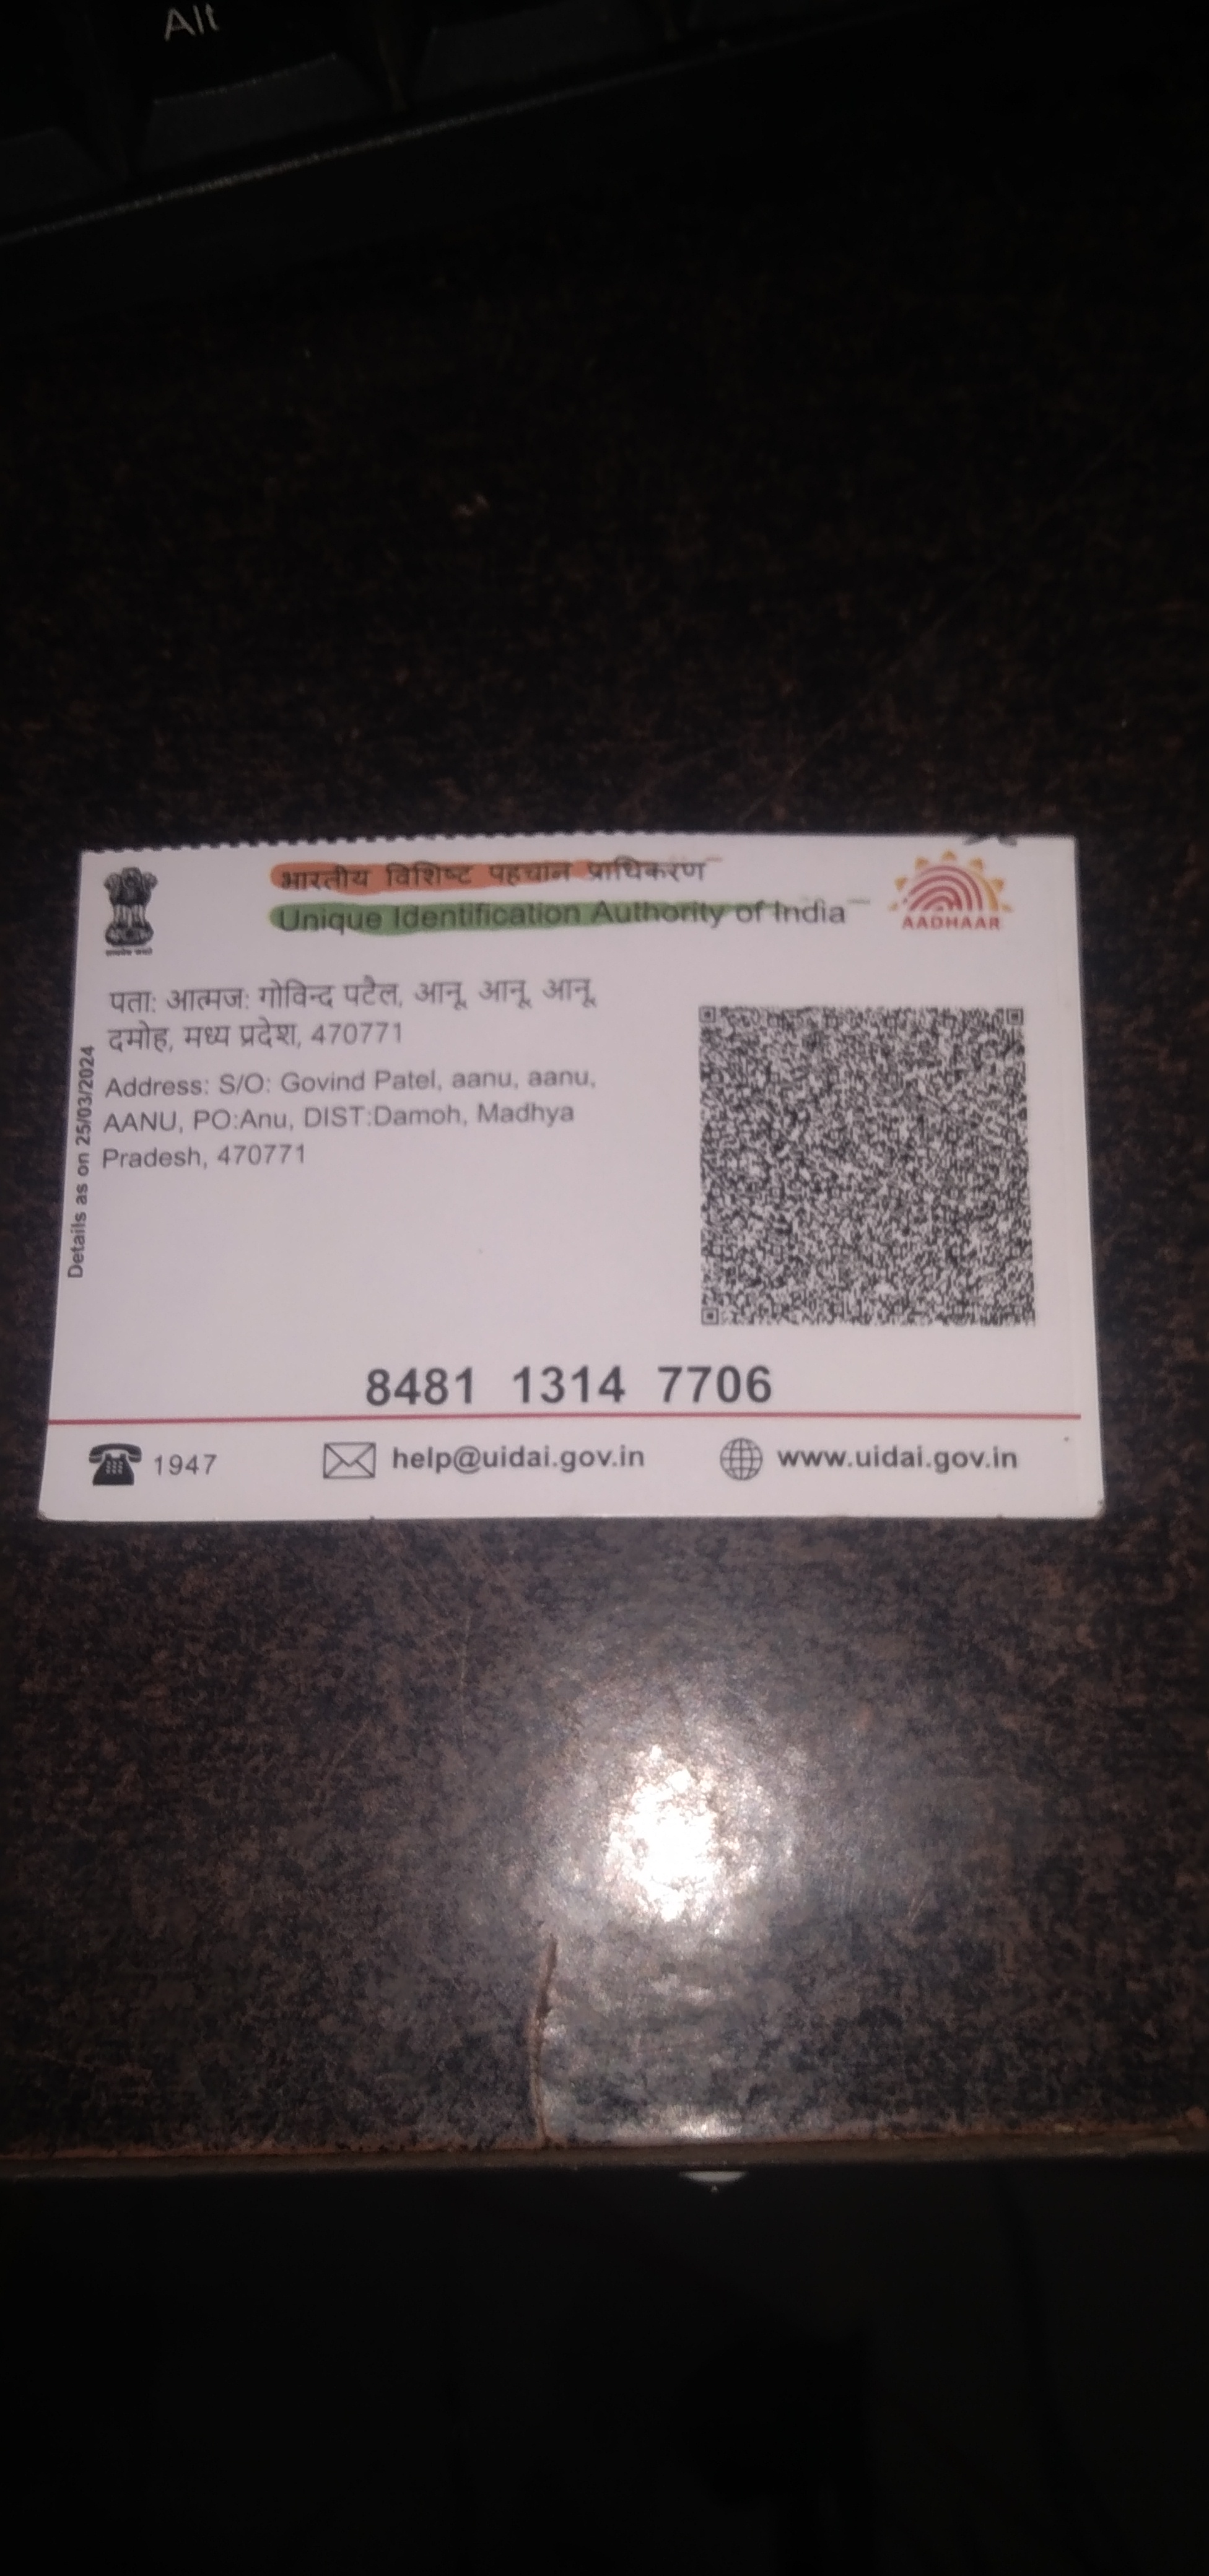 Alt
भारतीय विशिष्ट पहचान प्राधिकरण
Unique Identification Authority of India
AADHAAR
पता: आत्मज: गोविन्द पटैल, आनू, आनू, आनू,
दमोह, मध्य प्रदेश, 470771
Address: S/O: Govind Patel, aanu, aanu,
AANU, PO:Anu, DIST:Damoh, Madhya
Pradesh, 470771
Details as on 25/03/2024
8481 1314 7706
1947
help@uidai.gov.in
www.uidai.gov.in